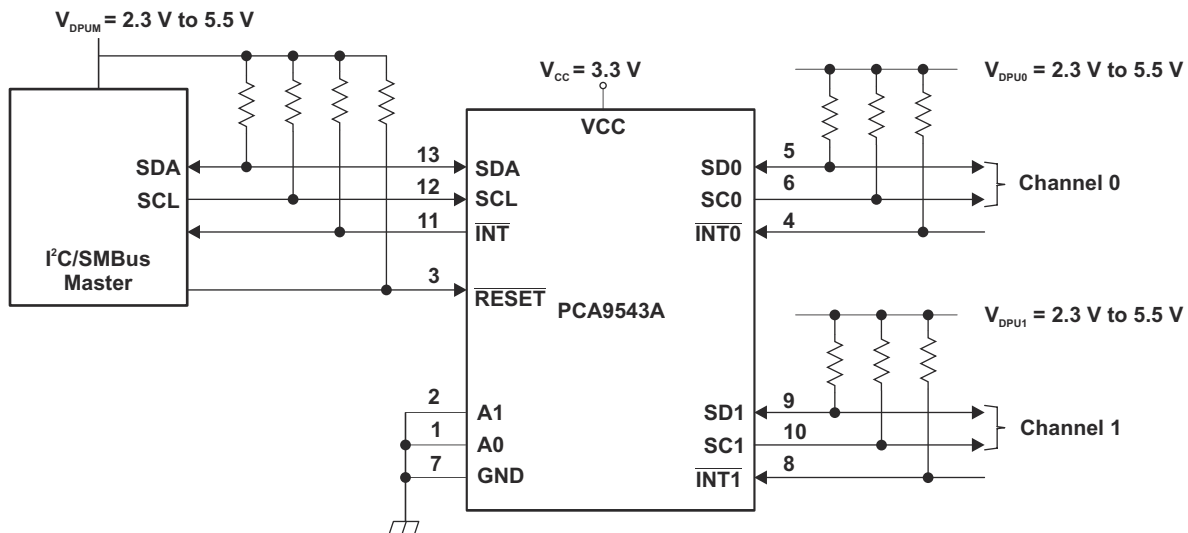 V_DPUM = 2.3 V to 5.5 V
V_CC = 3.3 V
V_DPU0 = 2.3 V to 5.5 V
VCC
SDA
13
SDA
SD0
5
SCL
12
SCL
SC0
6
Channel 0
11
INT
INT0
4
I²C/SMBus
Master
3
RESET
PCA9543A
V_DPU1 = 2.3 V to 5.5 V
2
A1
SD1
9
1
A0
SC1
10
Channel 1
7
GND
INT1
8